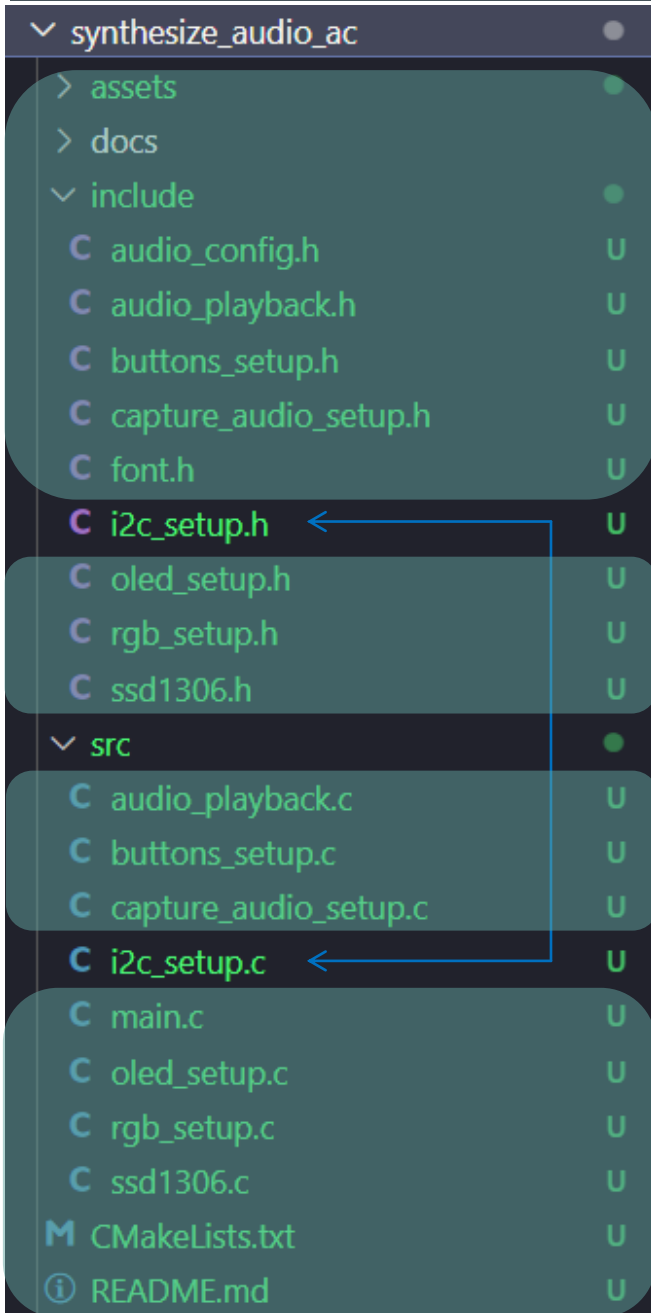 synthesize_audio_ac
assets
docs
include
C audio_config.h U
C audio_playback.h U
C buttons_setup.h U
C capture_audio_setup.h U
C font.h U
C i2c_setup.h U
C oled_setup.h U
C rgb_setup.h U
C ssd1306.h U
src
C audio_playback.c U
C buttons_setup.c U
C capture_audio_setup.c U
C i2c_setup.c U
C main.c U
C oled_setup.c U
C rgb_setup.c U
C ssd1306.c U
M CMakeLists.txt U
README.md U